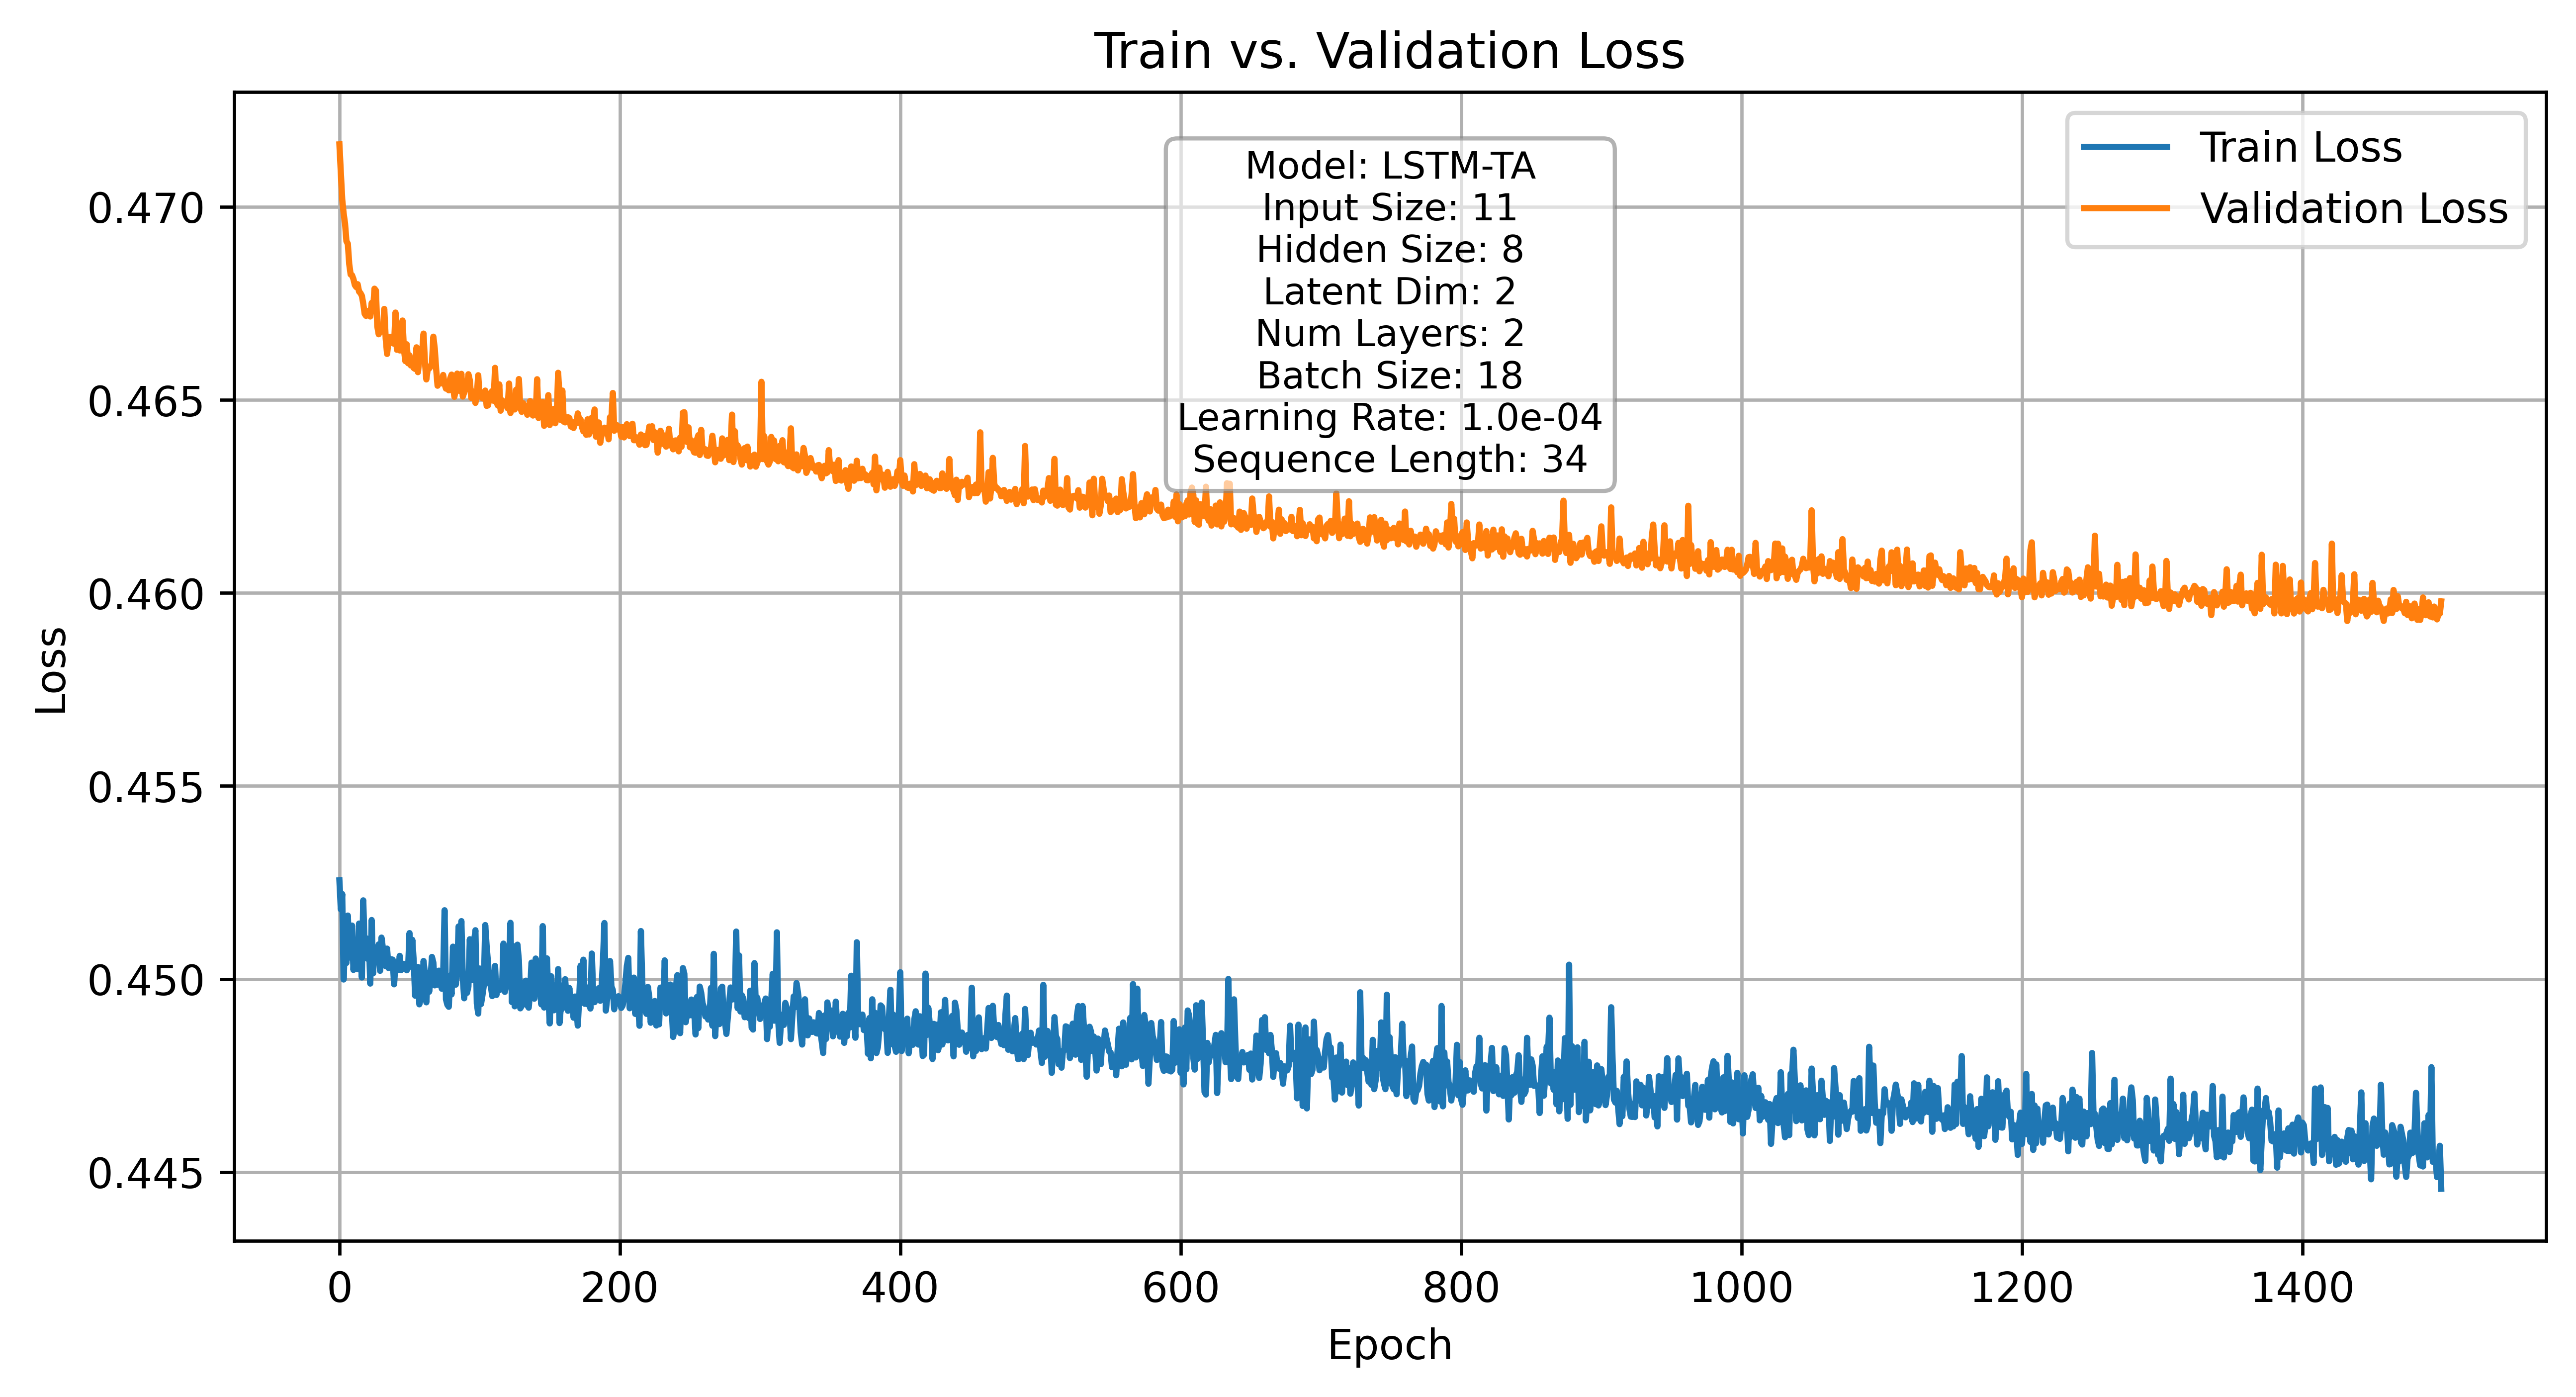 Train vs. Validation Loss
Train Loss
Validation Loss
Model: LSTM-TA
Input Size: 11
Hidden Size: 8
Latent Dim: 2
Num Layers: 2
Batch Size: 18
Learning Rate: 1.0e-04
Sequence Length: 34
Loss
0.470
0.465
0.460
0.455
0.450
0.445
0 200 400 600 800 1000 1200 1400
Epoch